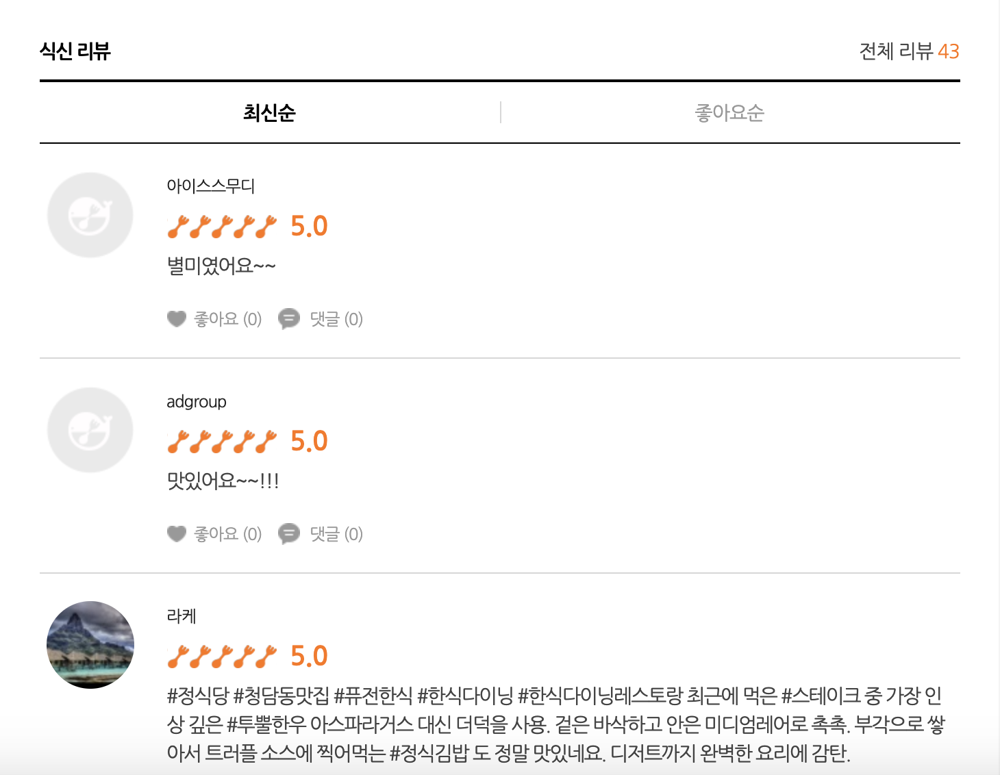 식신 리뷰
전체 리뷰 43
최신순
좋아요순
아이스스무디
5.0
별미였어요~~
좋아요 (0) 댓글 (0)
adgroup
5.0
맛있어요~~!!!
좋아요 (0) 댓글 (0)
라케
5.0
#정식당 #청담동맛집 #퓨전한식 #한식다이닝 #한식다이닝레스토랑 최근에 먹은 #스테이크 중 가장 인
상 깊은 #투뿔한우 아스파라거스 대신 더덕을 사용. 겉은 바삭하고 안은 미디엄레어로 촉촉. 부각으로 쌓
아서 트러플 소스에 찍어먹는 #정식김밥 도 정말 맛있네요. 디저트까지 완벽한 요리에 감탄.